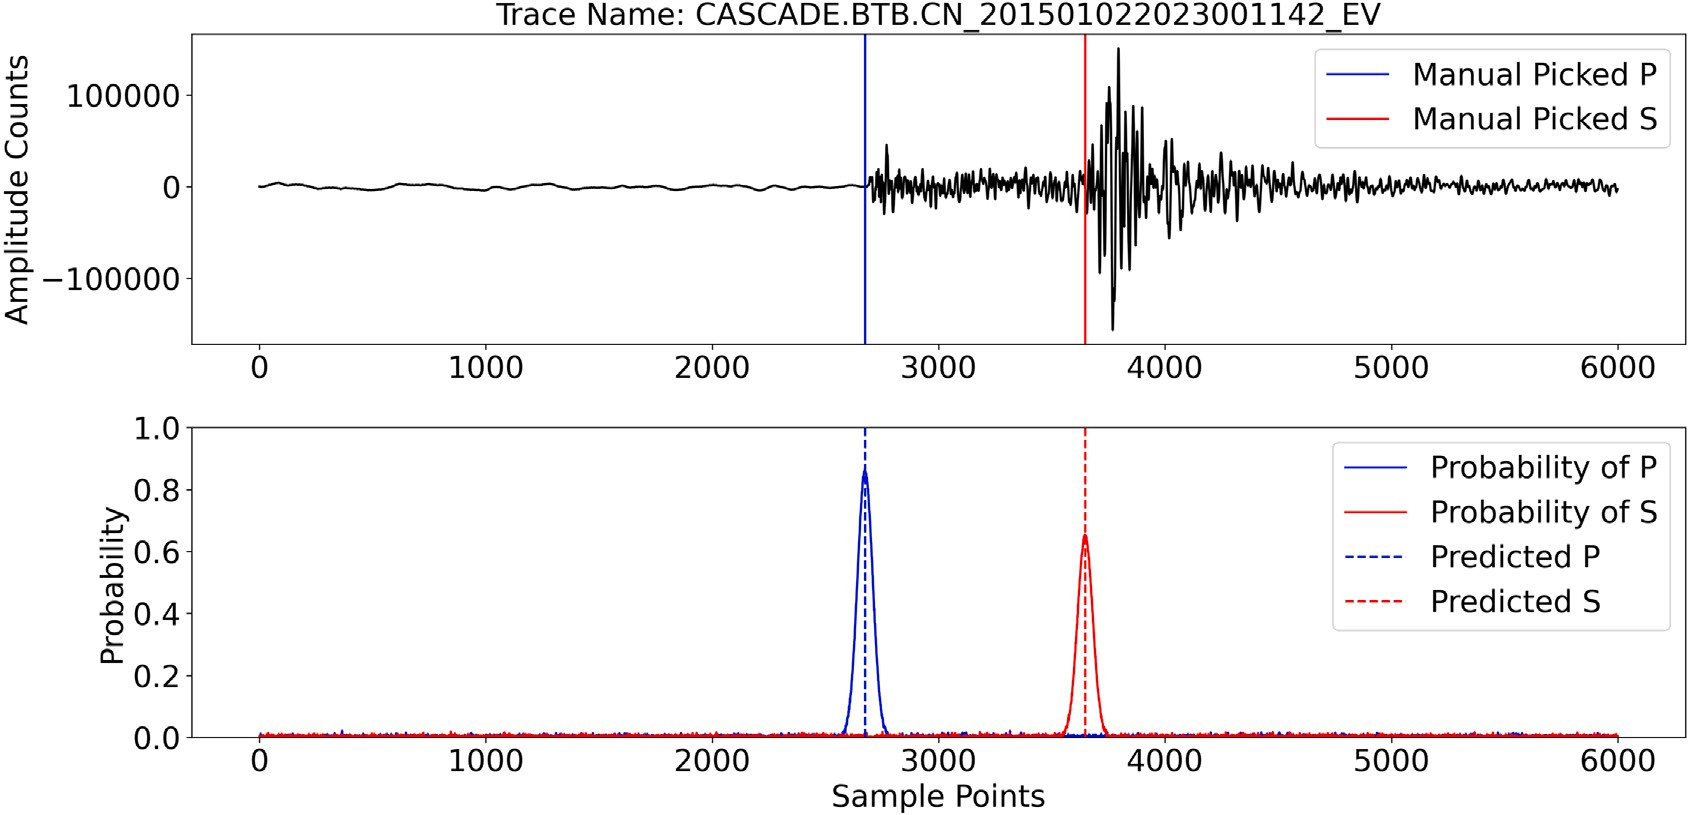 Trace Name: CASCADE.BTB.CN_201501022023001142_EV
Amplitude Counts
100000
0
−100000
Manual Picked P
Manual Picked S
0 1000 2000 3000 4000 5000 6000
Probability
1.0
0.8
0.6
0.4
0.2
0.0
Probability of P
Probability of S
Predicted P
Predicted S
0 1000 2000 3000 4000 5000 6000
Sample Points